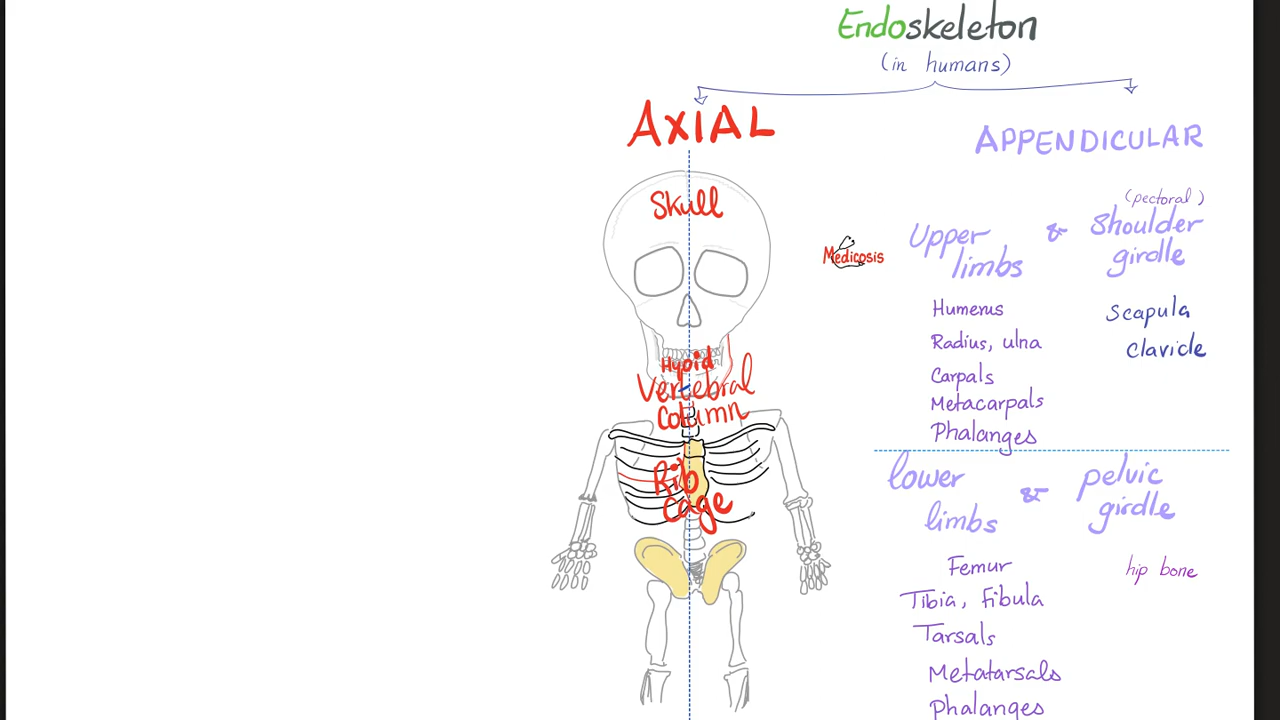 Endoskeleton
(in humans)
AXIAL
APPENDICULAR
Skull
Hyoid
Vertebral
Column
Rib
Cage
Medicosis
Upper
limbs
&
(pectoral)
Shoulder
girdle
Humerus
Radius, ulna
Carpals
Metacarpals
Phalanges
Scapula
Clavicle
lower
limbs
&
pelvic
girdle
Femur
Tibia, Fibula
Tarsals
Metatarsals
Phalanges
hip bone